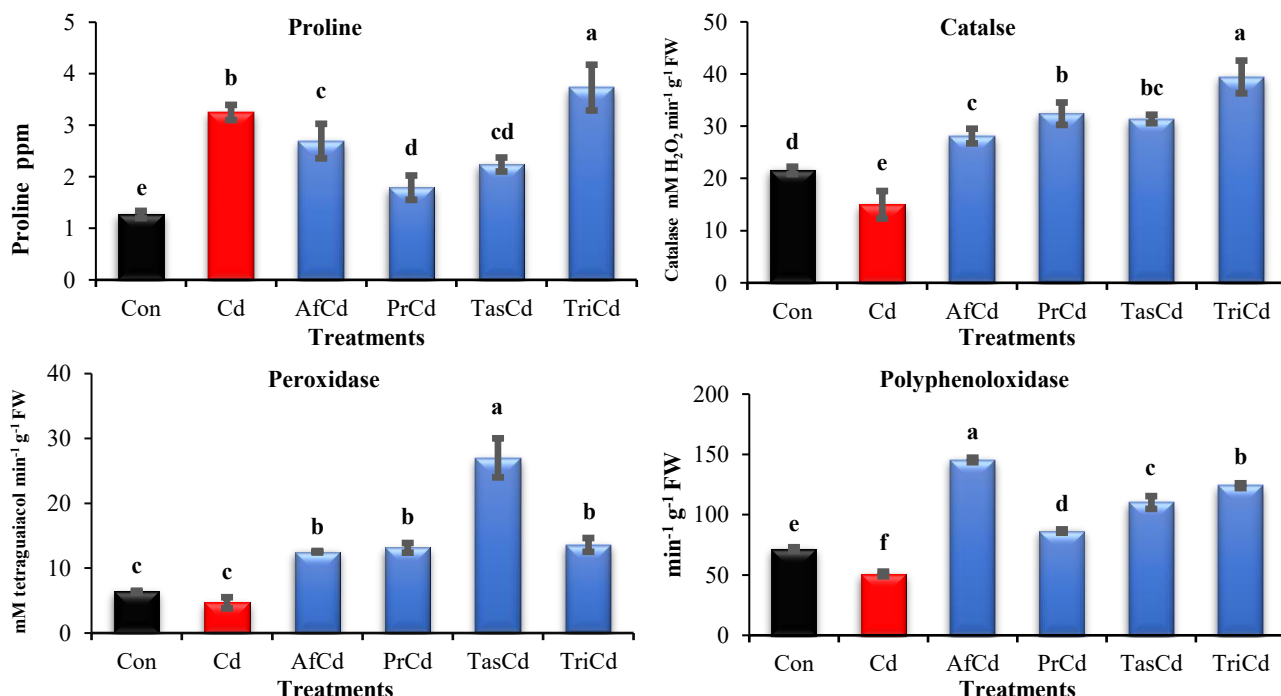 Proline
Proline ppm
5
4
3
2
1
0
e
b
c
d
cd
a
Con Cd AfCd PrCd TasCd TriCd
Treatments
Catalse
Catalase mM H₂O₂ min⁻¹ g⁻¹ FW
50
40
30
20
10
0
d
e
c
b
bc
a
Con Cd AfCd PrCd TasCd TriCd
Treatments
Peroxidase
mM tetraguaiacol min⁻¹ g⁻¹ FW
40
30
20
10
0
c
c
b
b
a
b
Con Cd AfCd PrCd TasCd TriCd
Treatments
Polyphenoloxidase
min⁻¹ g⁻¹ FW
200
150
100
50
0
e
f
a
d
c
b
Con Cd AfCd PrCd TasCd TriCd
Treatments